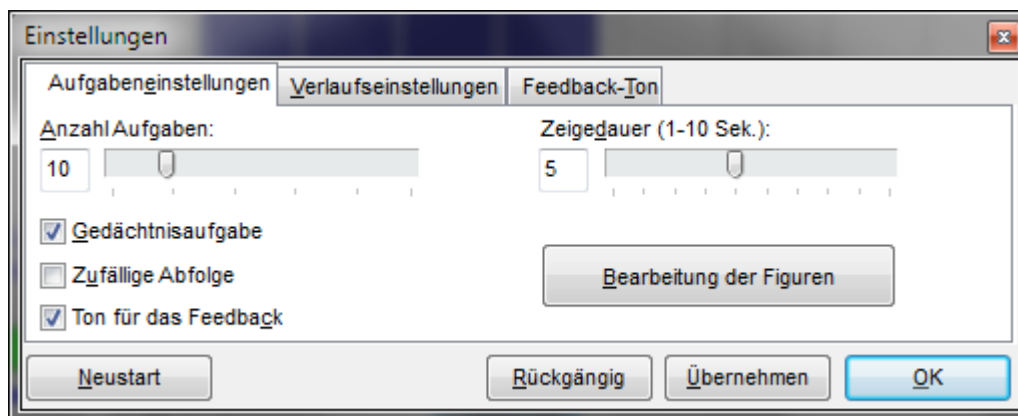 Einstellungen
Aufgabeneinstellungen Verlaufseinstellungen Feedback-Ton
Anzahl Aufgaben: Zeigedauer (1-10 Sek.):
10 5
Gedächtnisaufgabe
Zufällige Abfolge Bearbeitung der Figuren
Ton für das Feedback
Neustart Rückgängig Übernehmen OK